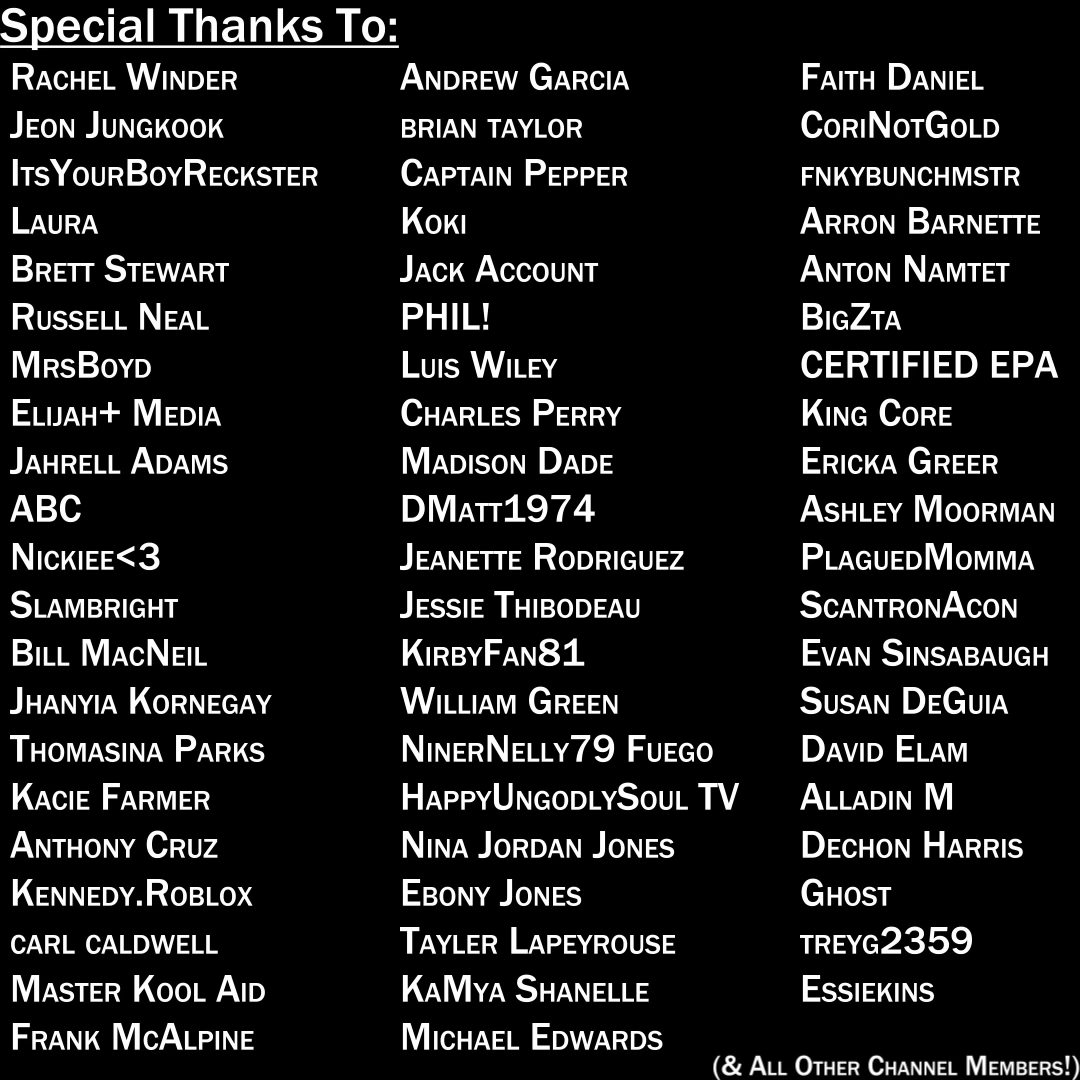 Special Thanks To:
Rachel Winder
Jeon Jungkook
ItsYourBoyReckster
Laura
Brett Stewart
Russell Neal
MrsBoyd
Elijah+ Media
Jahrell Adams
ABC
Nickiee<3
Slambright
Bill MacNeil
Jhanyia Kornegay
Thomasina Parks
Kacie Farmer
Anthony Cruz
Kennedy.Roblox
carl caldwell
Master Kool Aid
Frank McAlpine
Andrew Garcia
brian taylor
Captain Pepper
Koki
Jack Account
PHIL!
Luis Wiley
Charles Perry
Madison Dade
DMatt1974
Jeanette Rodriguez
Jessie Thibodeau
KirbyFan81
William Green
NinerNelly79 Fuego
HappyUngodlySoul TV
Nina Jordan Jones
Ebony Jones
Tayler Lapeyrouse
KaMya Shanelle
Michael Edwards
Faith Daniel
CoriNotGold
fnkybunchmstr
Arron Barnette
Anton Namtet
BigZta
CERTIFIED EPA
King Core
Ericka Greer
Ashley Moorman
PlaguedMomma
ScantronAcon
Evan Sinsabaugh
Susan DeGuia
David Elam
Alladin M
Dechon Harris
Ghost
treyg2359
Essiekins
(& All Other Channel Members!)